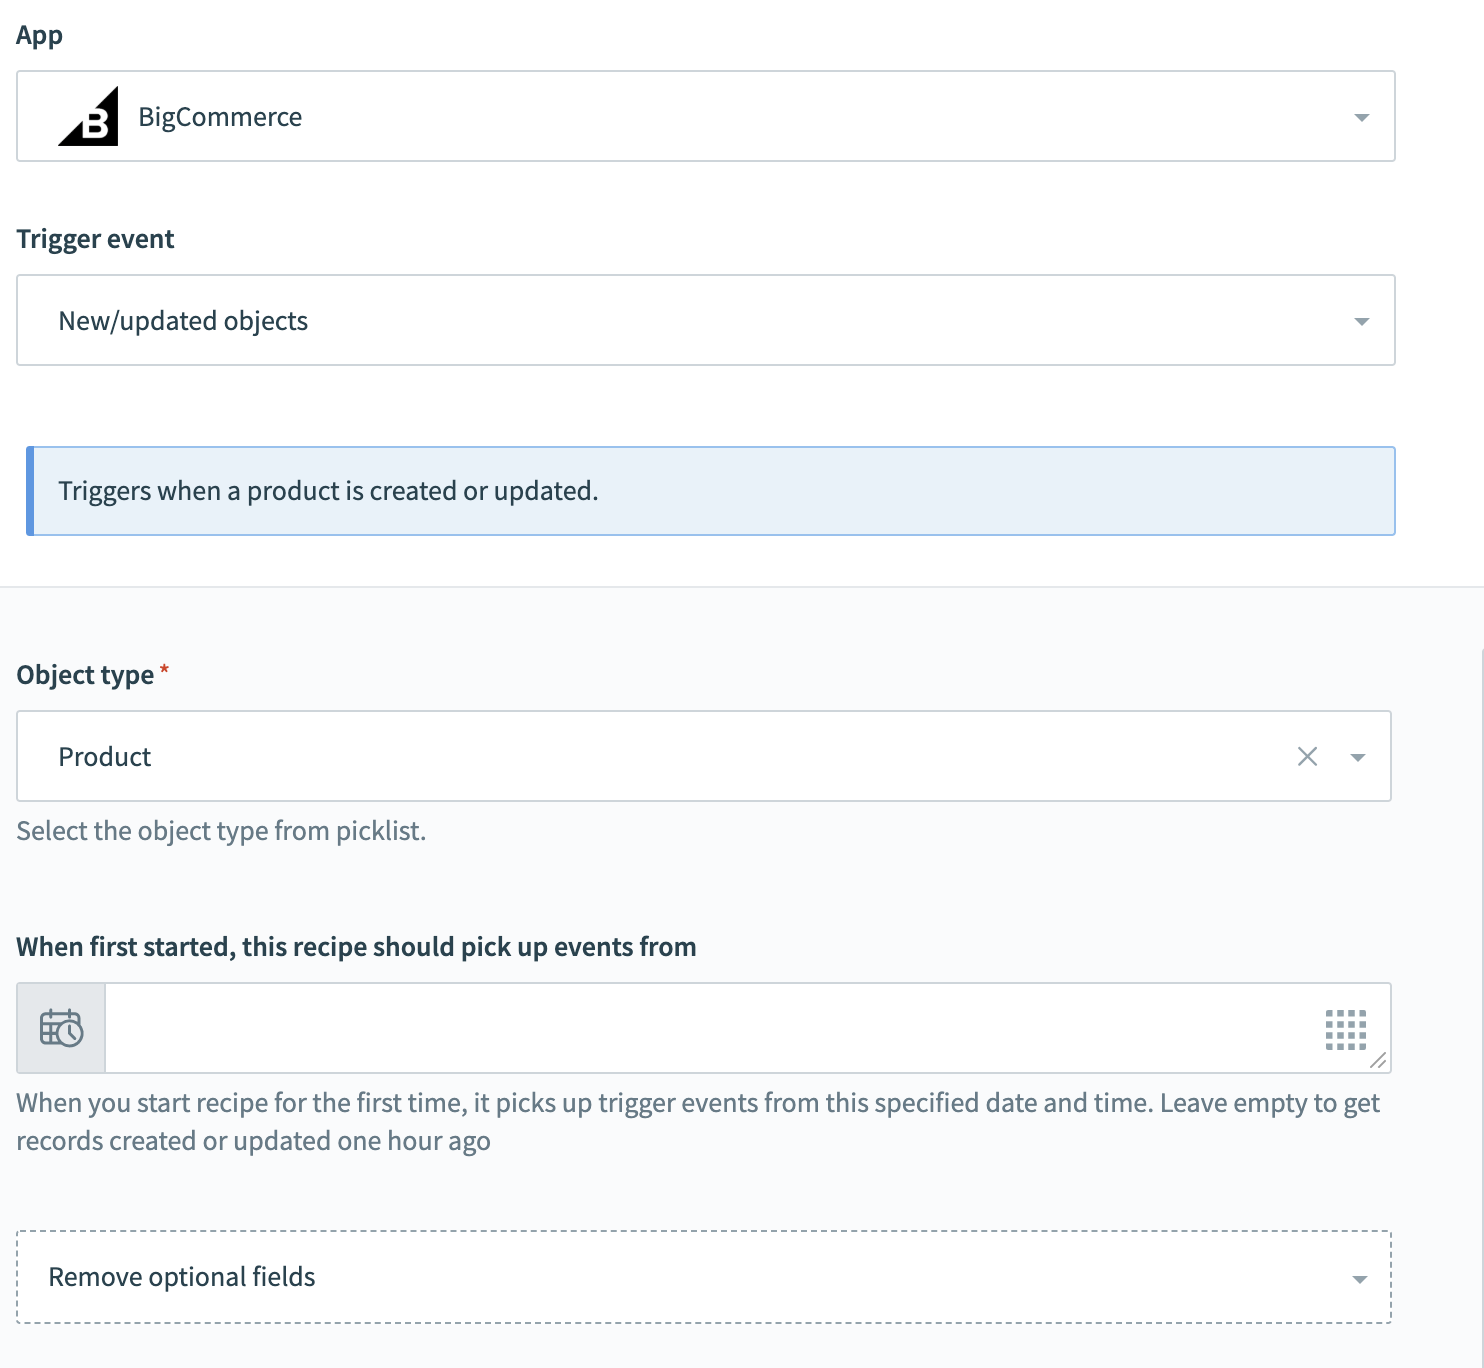 App
B BigCommerce
Trigger event
New/updated objects
Triggers when a product is created or updated.
Object type *
Product
Select the object type from picklist.
When first started, this recipe should pick up events from
When you start recipe for the first time, it picks up trigger events from this specified date and time. Leave empty to get
records created or updated one hour ago
Remove optional fields